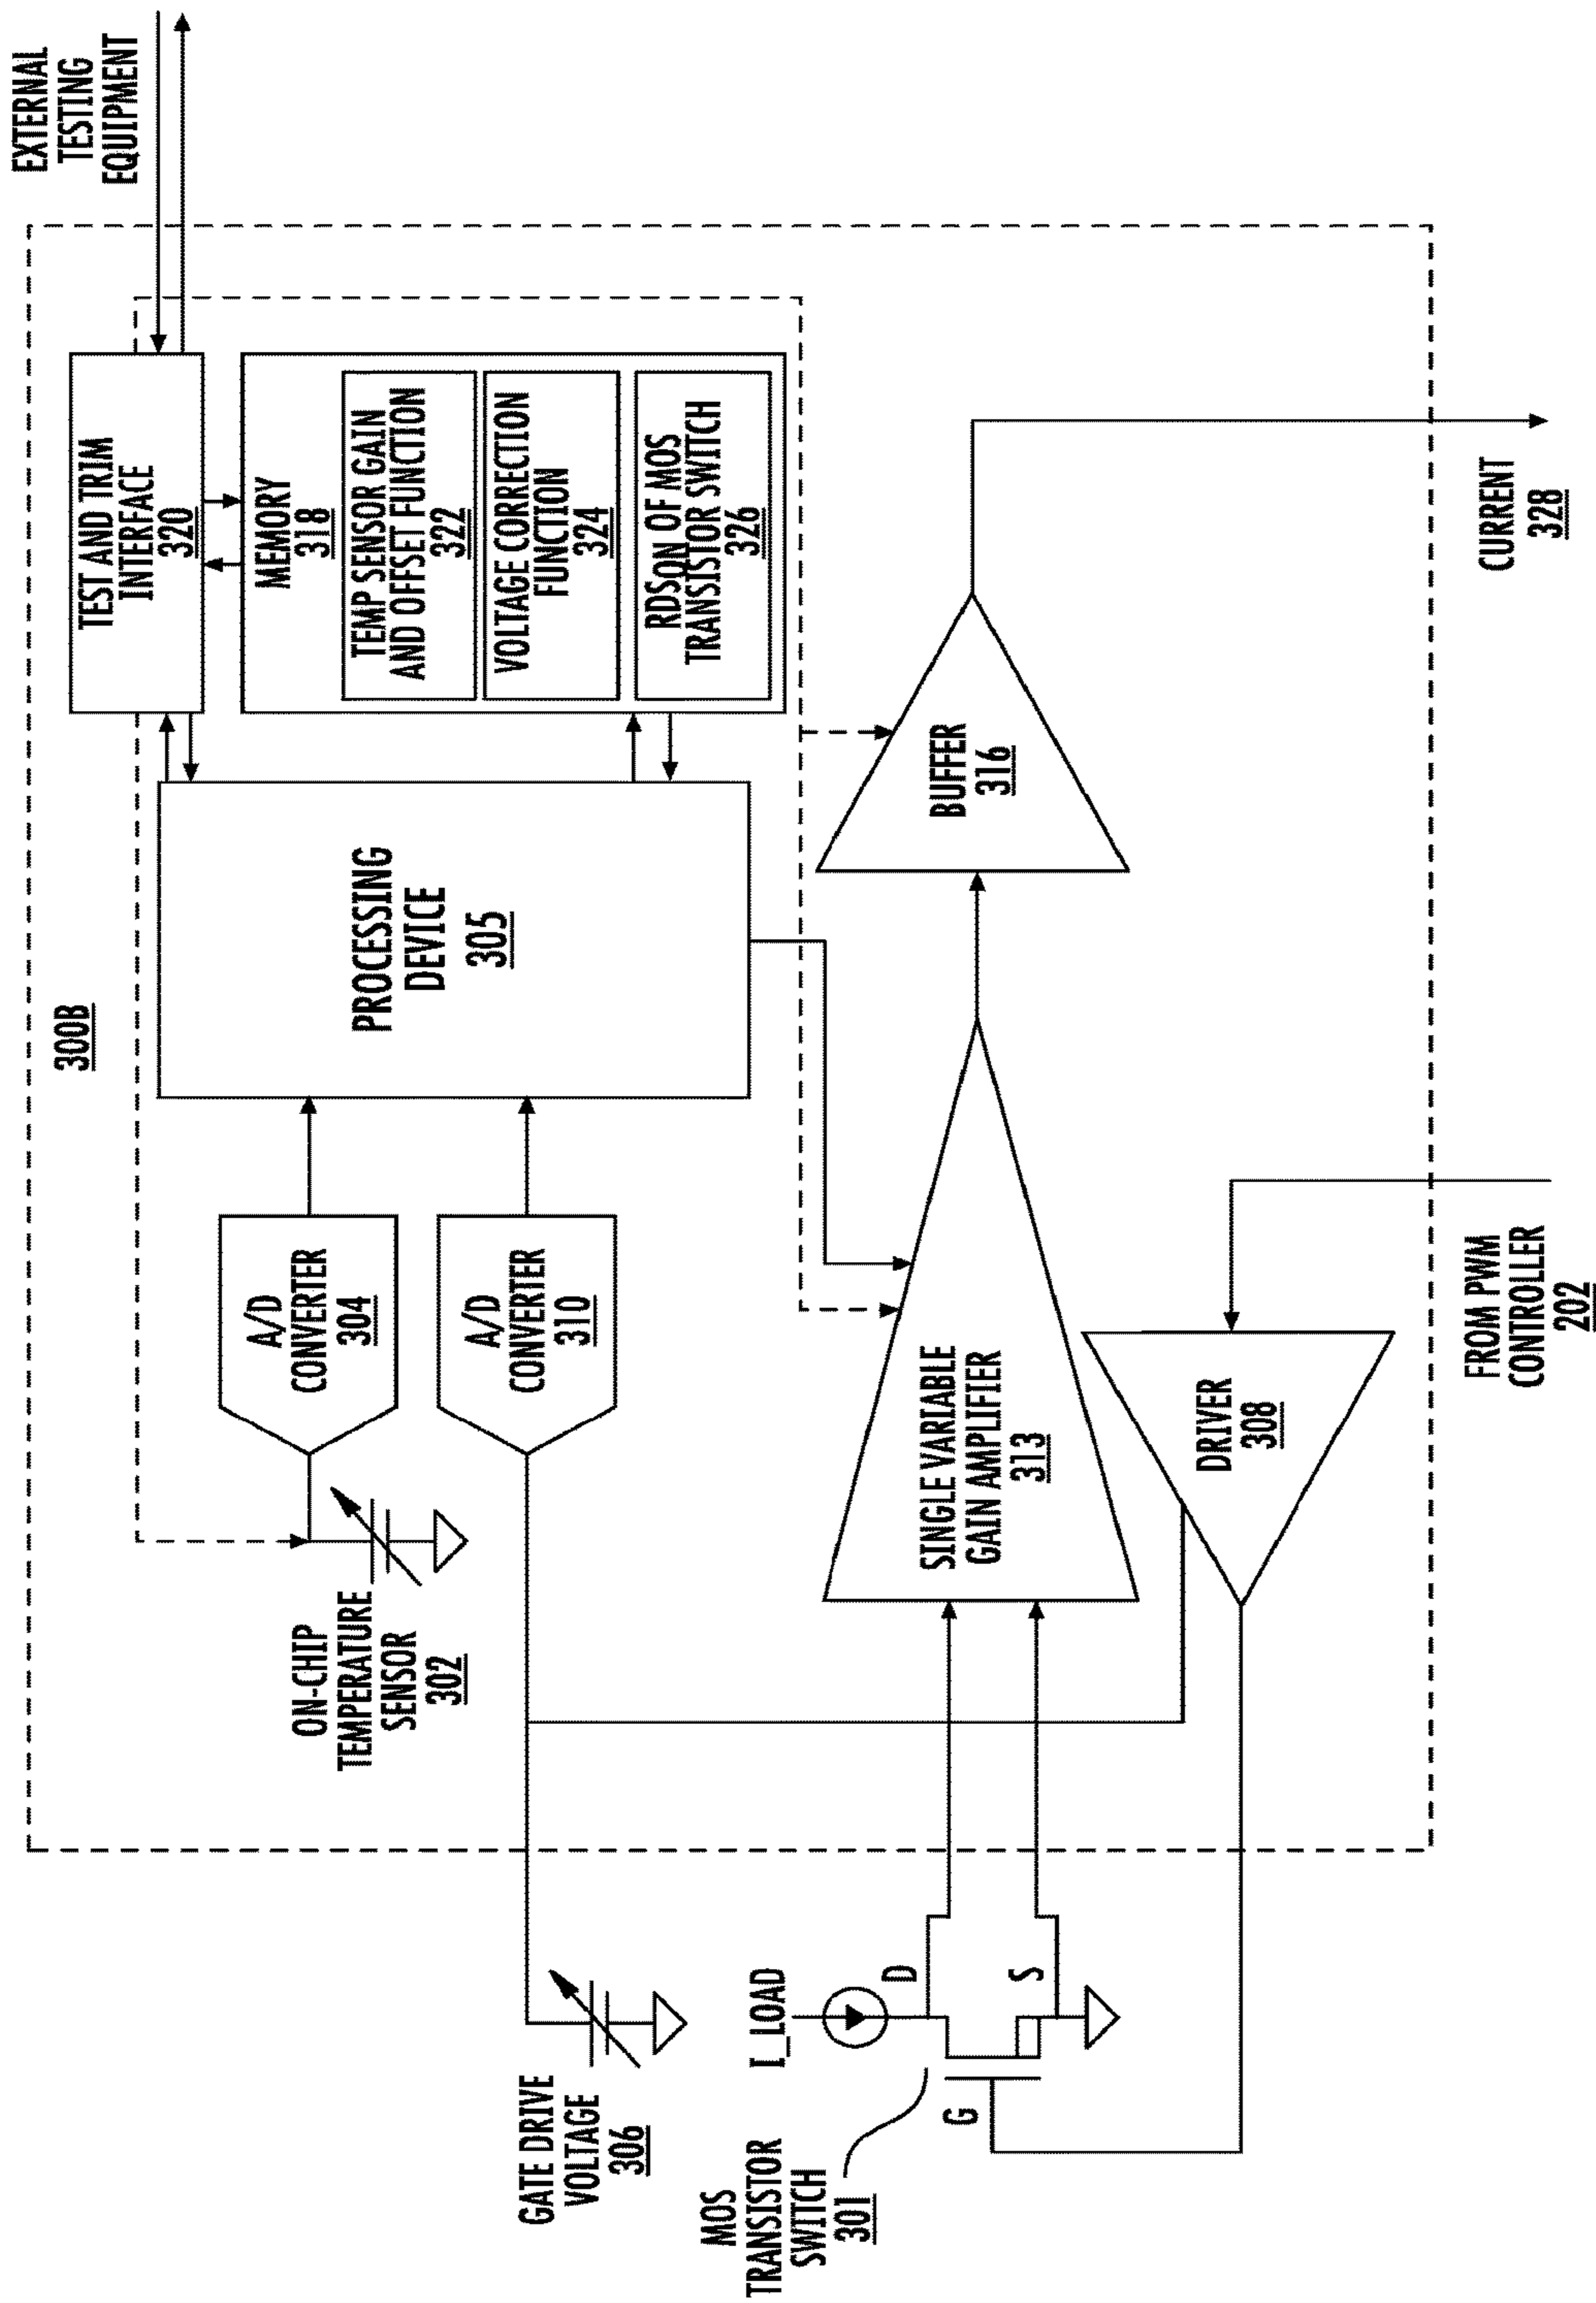 EXTERNAL
TESTING
EQUIPMENT
300B
TEST AND TRIM
INTERFACE
320
MEMORY
318
TEMP SENSOR GAIN
AND OFFSET FUNCTION
322
VOLTAGE CORRECTION
FUNCTION
324
RDSON OF MOS
TRANSISTOR SWITCH
326
PROCESSING
DEVICE
305
A/D
CONVERTER
304
A/D
CONVERTER
310
ON-CHIP
TEMPERATURE
SENSOR
302
GATE DRIVE
VOLTAGE
306
MOS
TRANSISTOR
SWITCH
301
I_LOAD
D
G
S
SINGLE VARIABLE
GAIN AMPLIFIER
313
BUFFER
316
DRIVER
308
CURRENT
328
FROM PWM
CONTROLLER
202